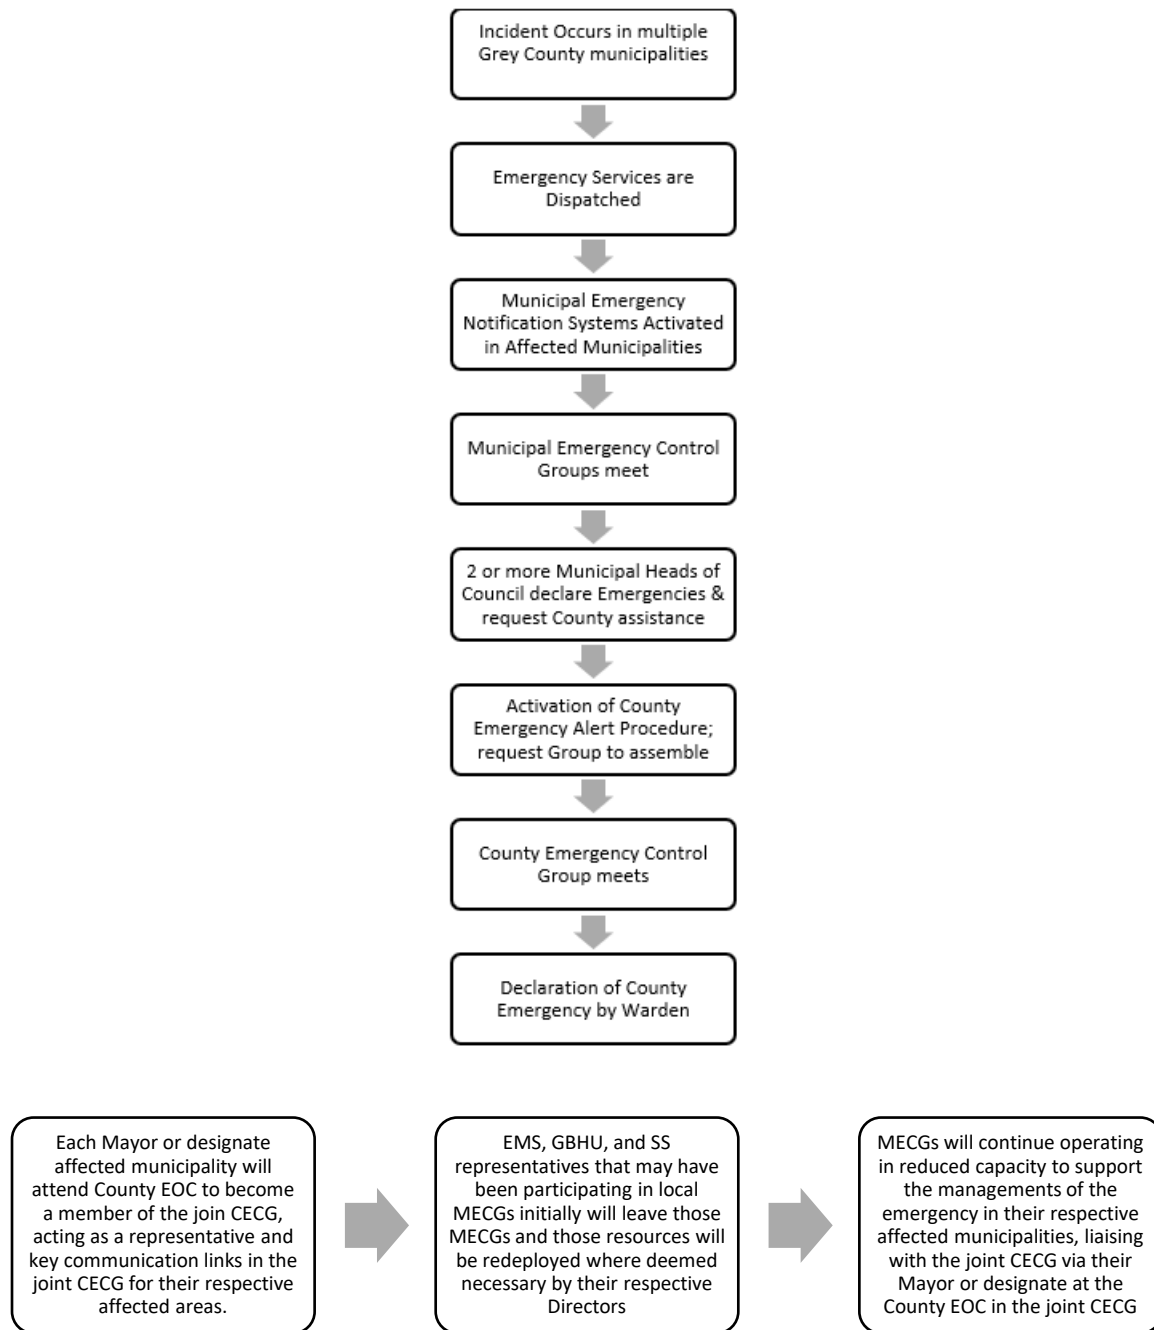 Incident Occurs in multiple
Grey County municipalities
Emergency Services are
Dispatched
Municipal Emergency
Notification Systems Activated
in Affected Municipalities
Municipal Emergency Control
Groups meet
2 or more Municipal Heads of
Council declare Emergencies &
request County assistance
Activation of County
Emergency Alert Procedure;
request Group to assemble
County Emergency Control
Group meets
Declaration of County
Emergency by Warden
Each Mayor or designate
affected municipality will
attend County EOC to become
a member of the join CECG,
acting as a representative and
key communication links in the
joint CECG for their respective
affected areas.
EMS, GBHU, and SS
representatives that may have
been participating in local
MECGs initially will leave those
MECGs and those resources will
be redeployed where deemed
necessary by their respective
Directors
MECGs will continue operating
in reduced capacity to support
the managements of the
emergency in their respective
affected municipalities, liaising
with the joint CECG via their
Mayor or designate at the
County EOC in the joint CECG